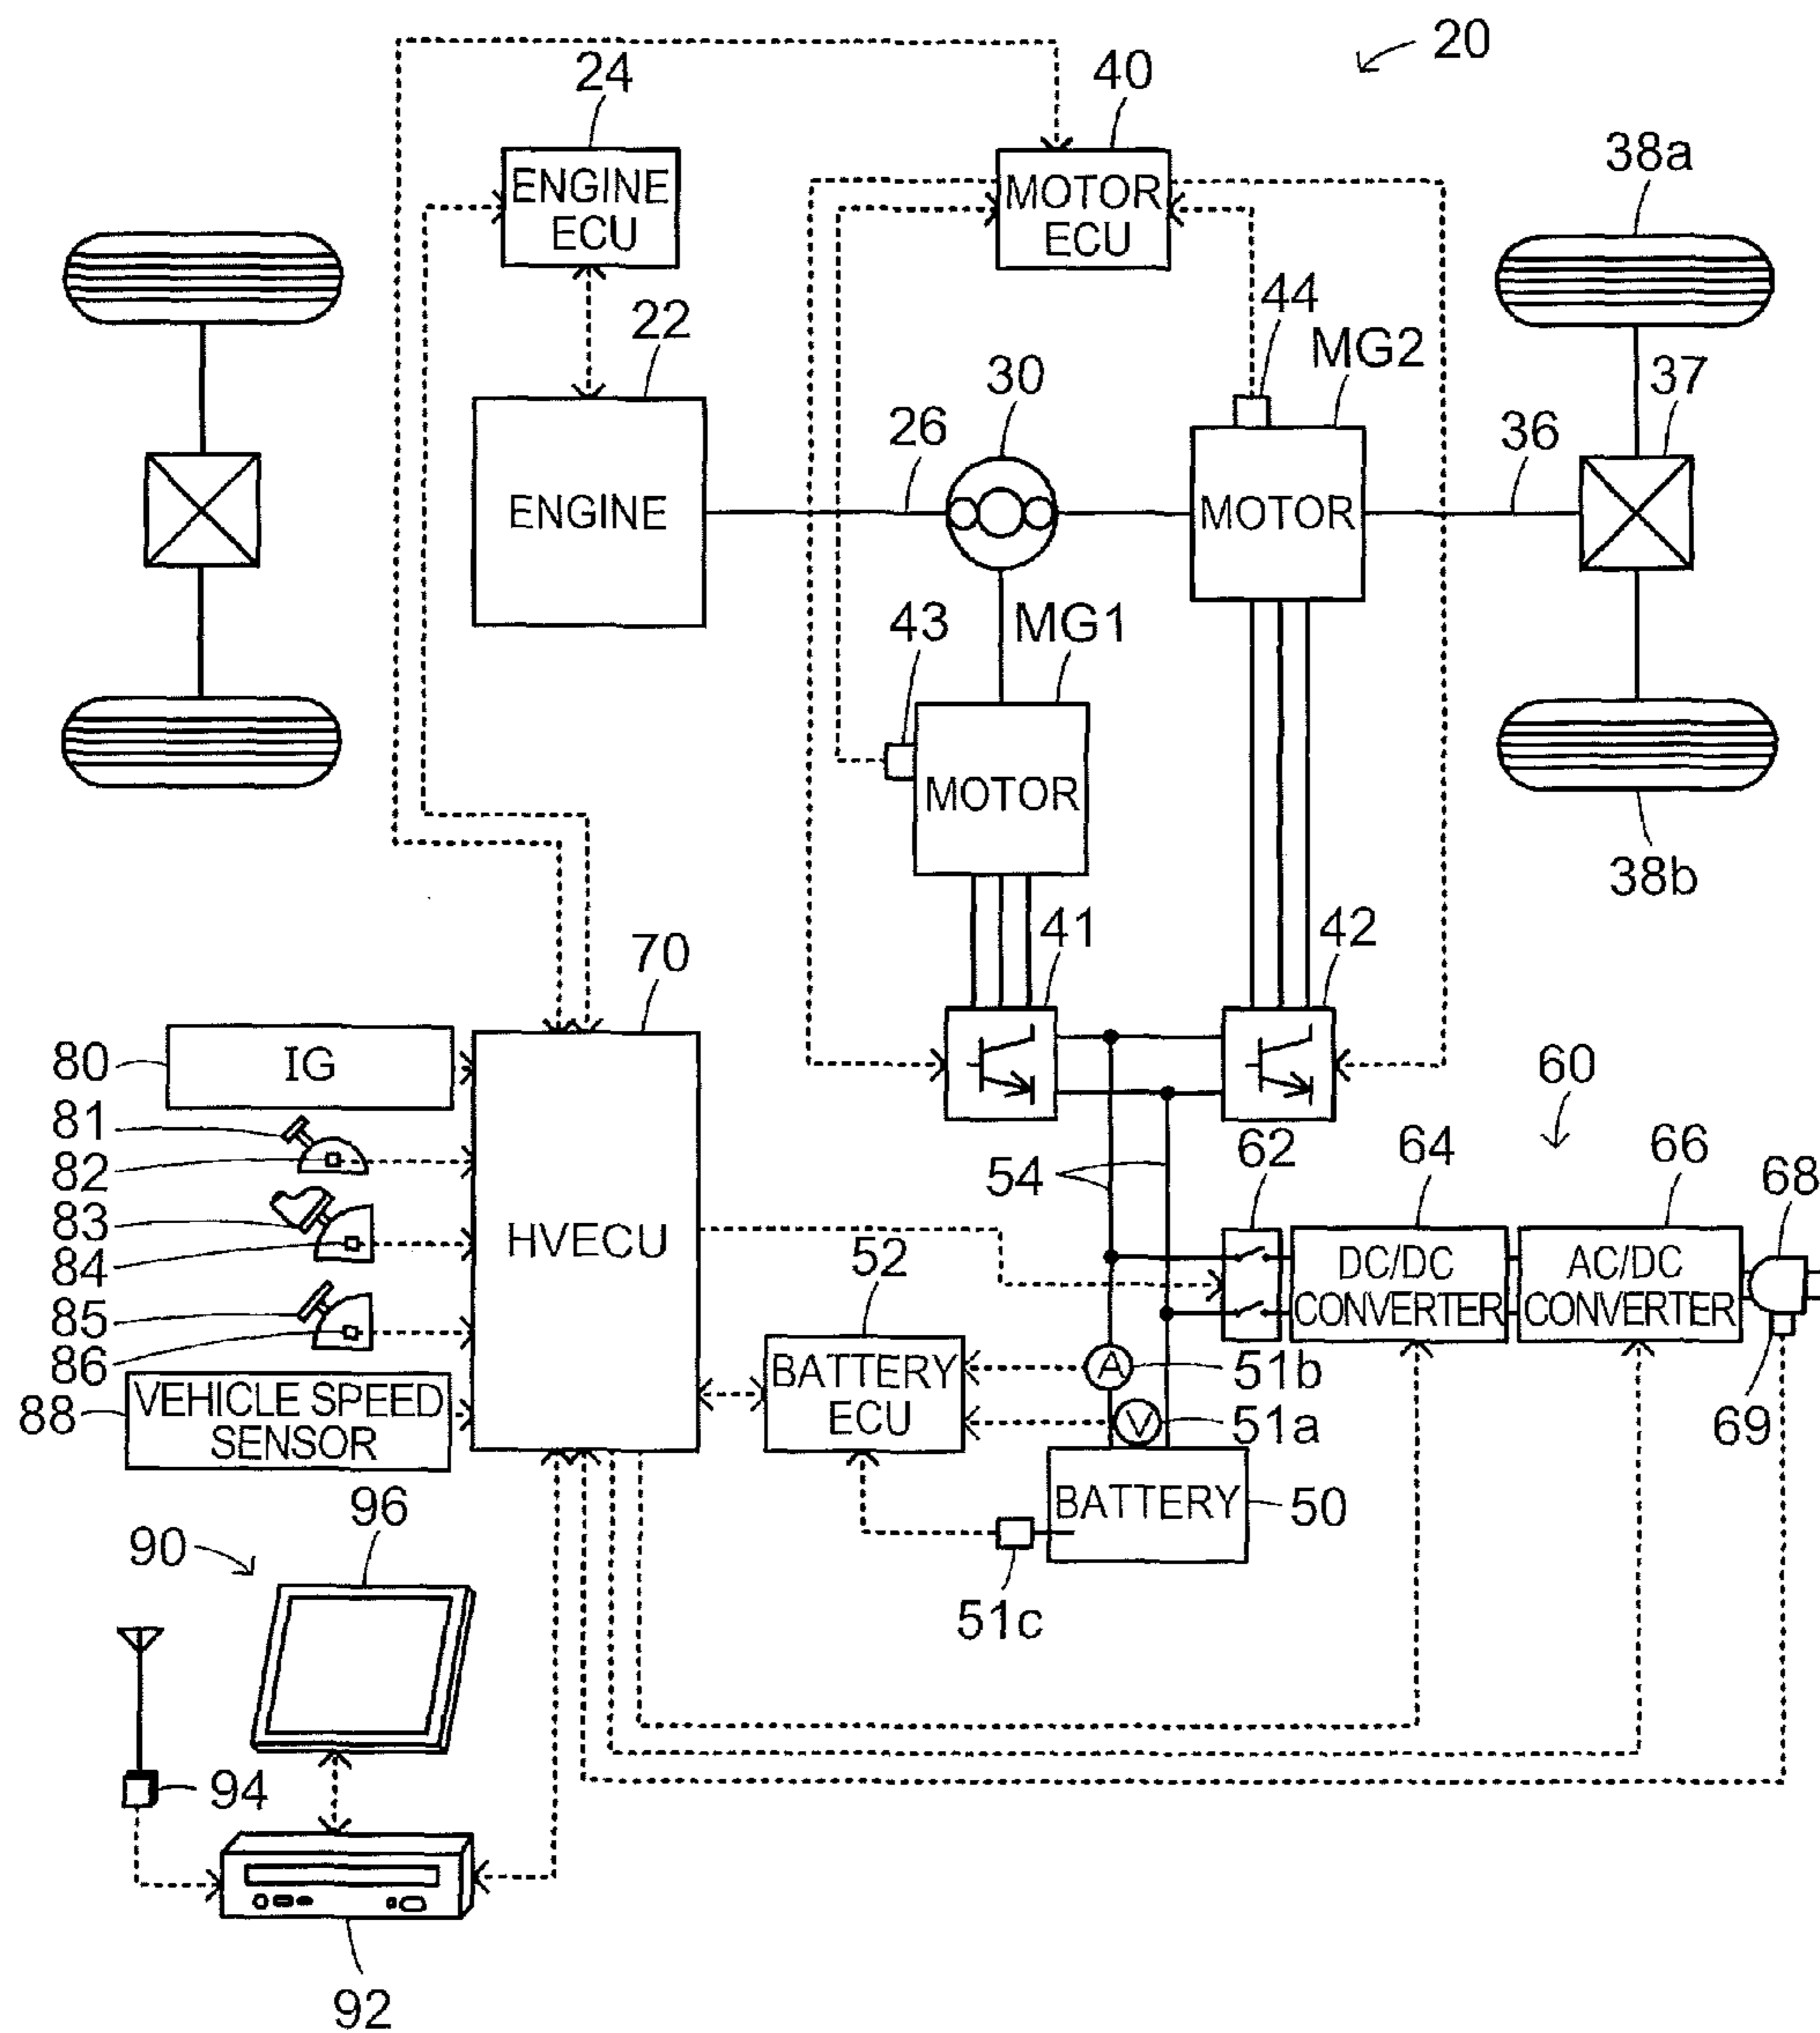 20
24
40
38a
ENGINE
ECU
MOTOR
ECU
22
44
MG2
30
37
26
36
ENGINE
MOTOR
43
MG1
MOTOR
38b
41
42
70
80
IG
60
81
82
62
64
66
68
54
83
84
HVECU
52
DC/DC
CONVERTER
AC/DC
CONVERTER
85
86
BATTERY
ECU
A
51b
88
VEHICLE SPEED
SENSOR
V
51a
69
96
BATTERY
50
90
51c
94
92